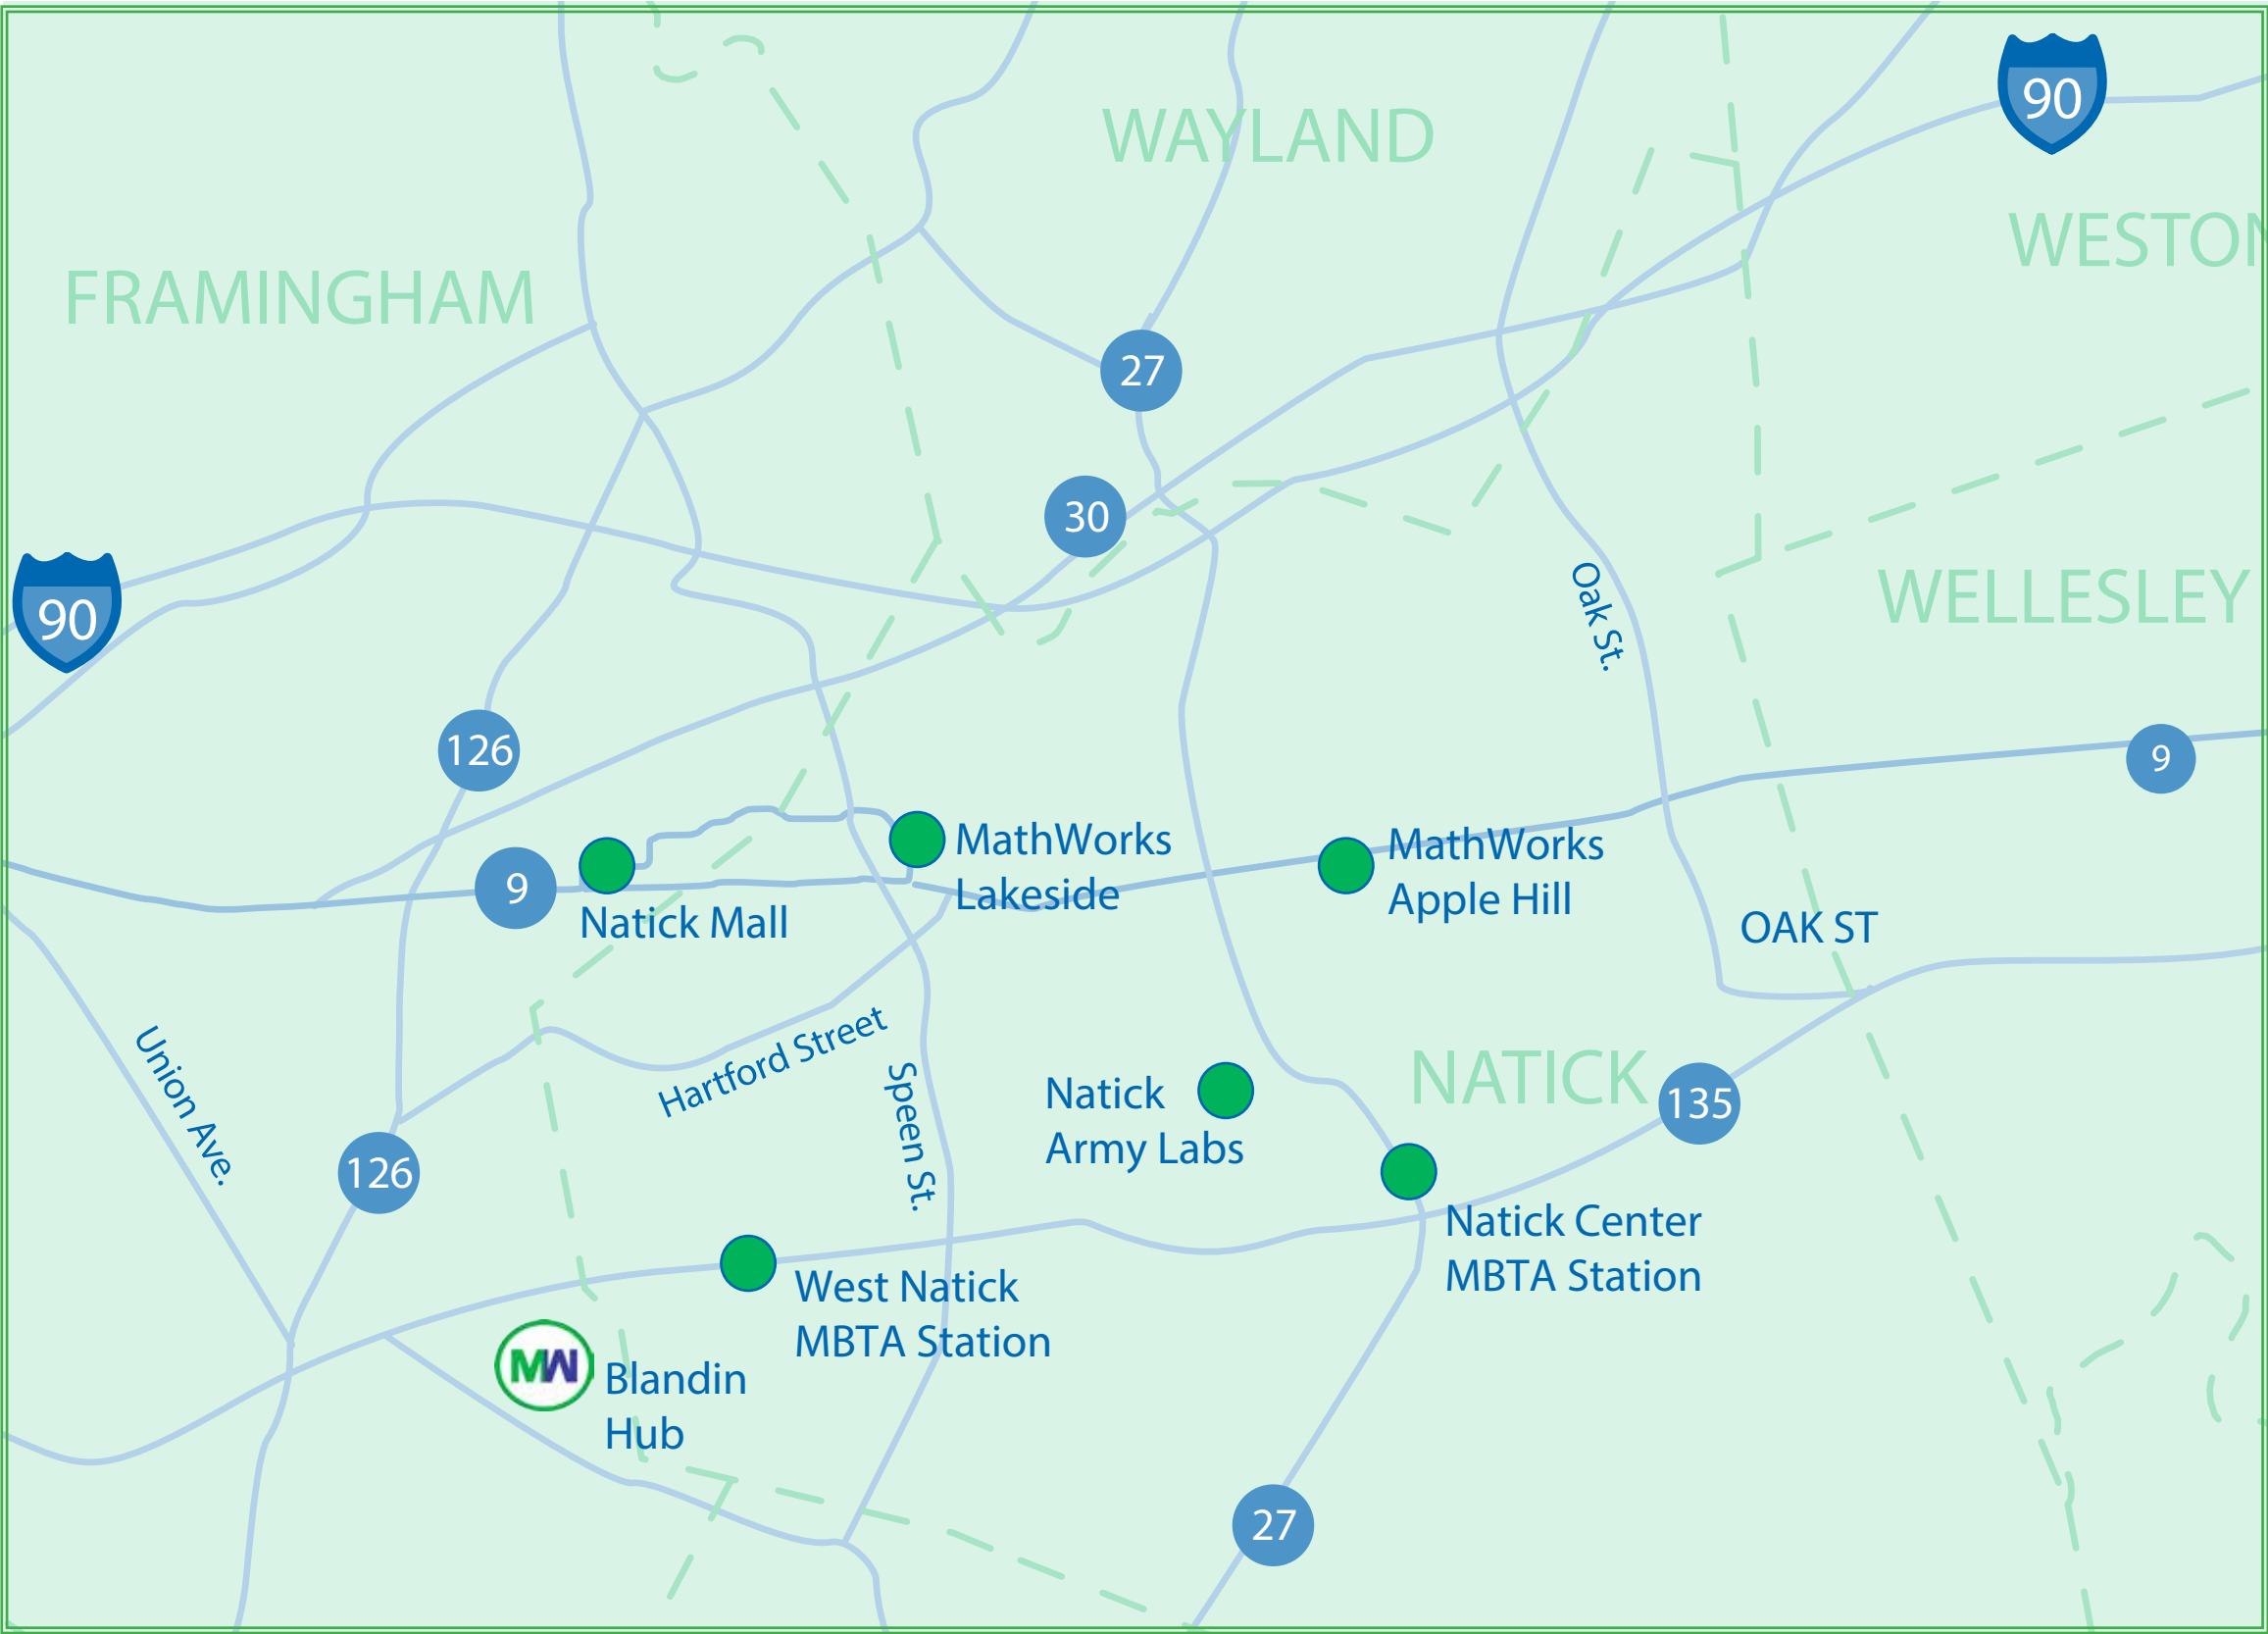 90
WAYLAND
WESTON
FRAMINGHAM
27
30
Oak St.
WELLESLEY
90
126
9
MathWorks
Lakeside
MathWorks
Apple Hill
9
Natick Mall
OAK ST
Hartford Street
Union Ave.
Speen St.
Natick
Army Labs
NATICK
135
126
Natick Center
MBTA Station
West Natick
MBTA Station
MW
Blandin
Hub
27